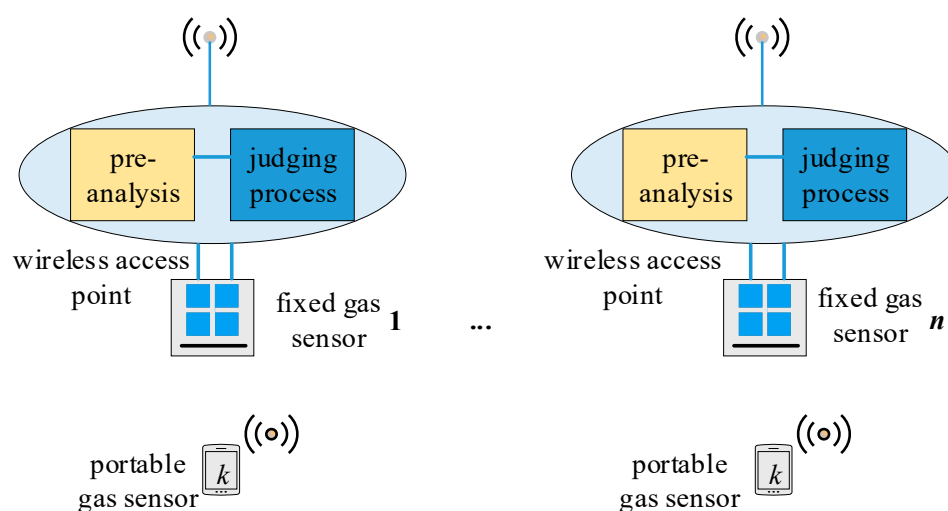 pre-
analysis
judging
process
wireless access
point
fixed gas
sensor 1
...
portable
gas sensor
k
pre-
analysis
judging
process
wireless access
point
fixed gas
sensor n
portable
gas sensor
k